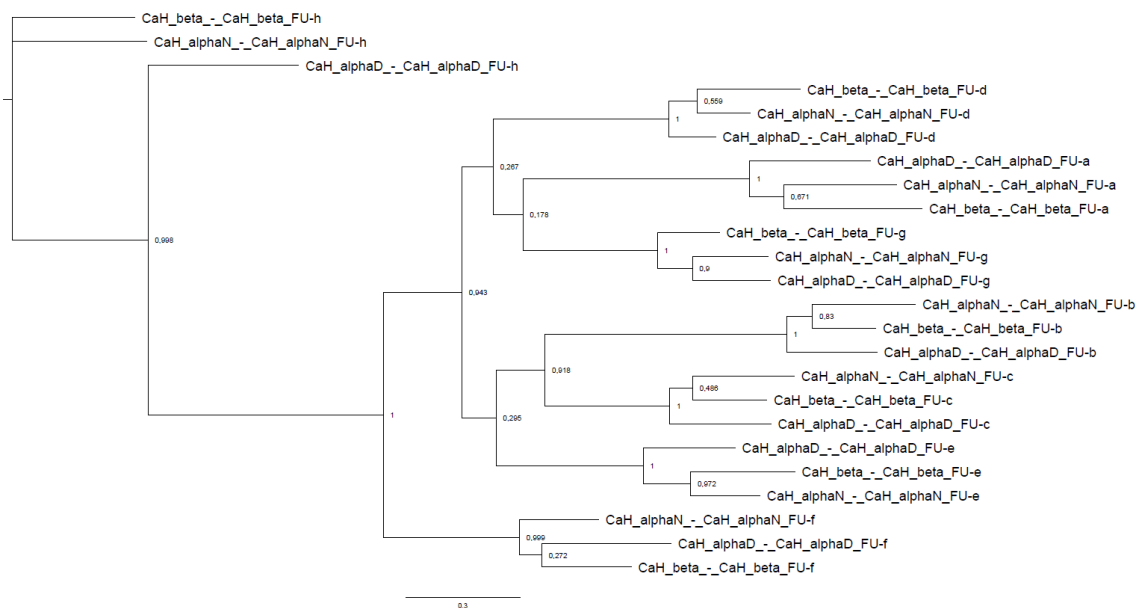 CaH_beta_-_CaH_beta_FU-h
CaH_alphaN_-_CaH_alphaN_FU-h
CaH_alphaD_-_CaH_alphaD_FU-h
CaH_beta_-_CaH_beta_FU-d
0,559
CaH_alphaN_-_CaH_alphaN_FU-d
1
CaH_alphaD_-_CaH_alphaD_FU-d
CaH_alphaD_-_CaH_alphaD_FU-a
0,267
1
CaH_alphaN_-_CaH_alphaN_FU-a
0,671
CaH_beta_-_CaH_beta_FU-a
0,178
CaH_beta_-_CaH_beta_FU-g
0,998
1
CaH_alphaN_-_CaH_alphaN_FU-g
0,9
CaH_alphaD_-_CaH_alphaD_FU-g
0,943
CaH_alphaN_-_CaH_alphaN_FU-b
0,83
CaH_beta_-_CaH_beta_FU-b
1
CaH_alphaD_-_CaH_alphaD_FU-b
0,918
CaH_alphaN_-_CaH_alphaN_FU-c
0,486
CaH_beta_-_CaH_beta_FU-c
1
1
0,295
CaH_alphaD_-_CaH_alphaD_FU-c
CaH_alphaD_-_CaH_alphaD_FU-e
1
CaH_beta_-_CaH_beta_FU-e
0,972
CaH_alphaN_-_CaH_alphaN_FU-e
CaH_alphaN_-_CaH_alphaN_FU-f
0,999
CaH_alphaD_-_CaH_alphaD_FU-f
0,272
CaH_beta_-_CaH_beta_FU-f
0.3